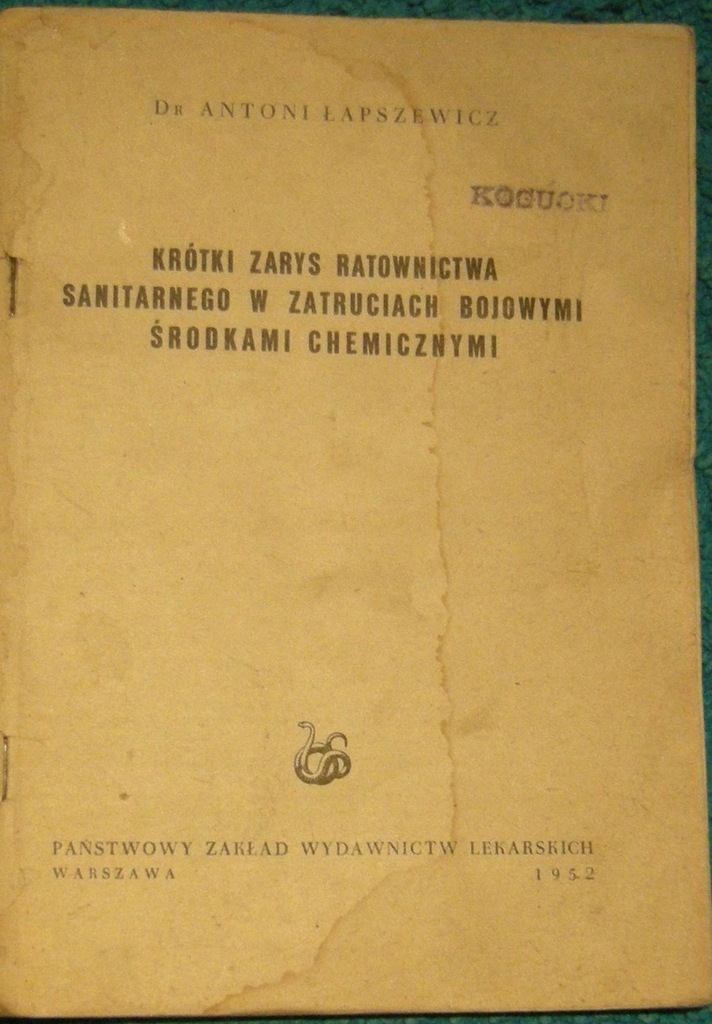 Dr ANTONI ŁAPSZEWICZ
KOGUCKI
KRÓTKI ZARYS RATOWNICTWA
SANITARNEGO W ZATRUCIACH BOJOWYMI
ŚRODKAMI CHEMICZNYMI
PAŃSTWOWY ZAKŁAD WYDAWNICTW LEKARSKICH
WARSZAWA 1952